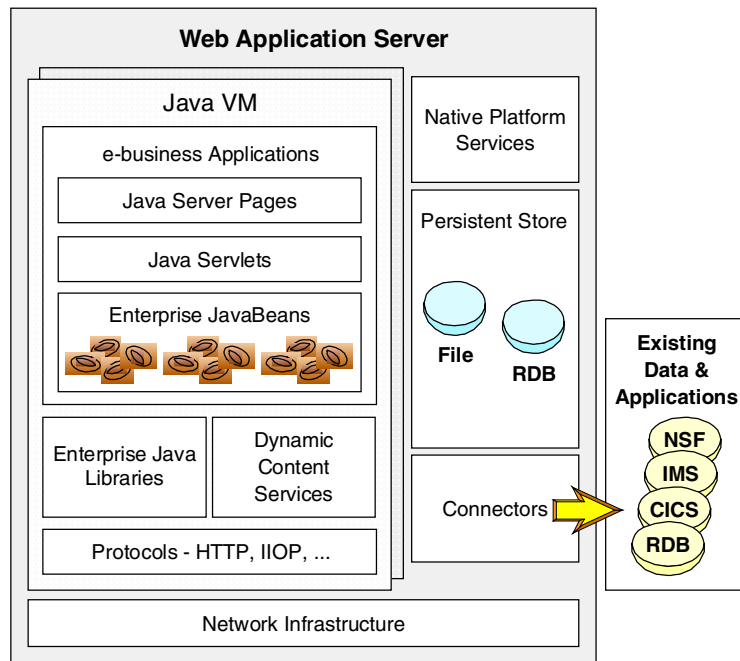 Web Application Server
Java VM
e-business Applications
Java Server Pages
Java Servlets
Enterprise JavaBeans
Enterprise Java
Libraries
Dynamic
Content
Services
Protocols - HTTP, IIOP, ...
Native Platform
Services
Persistent Store
File
RDB
Connectors
Network Infrastructure
Existing
Data &
Applications
NSF
IMS
CICS
RDB